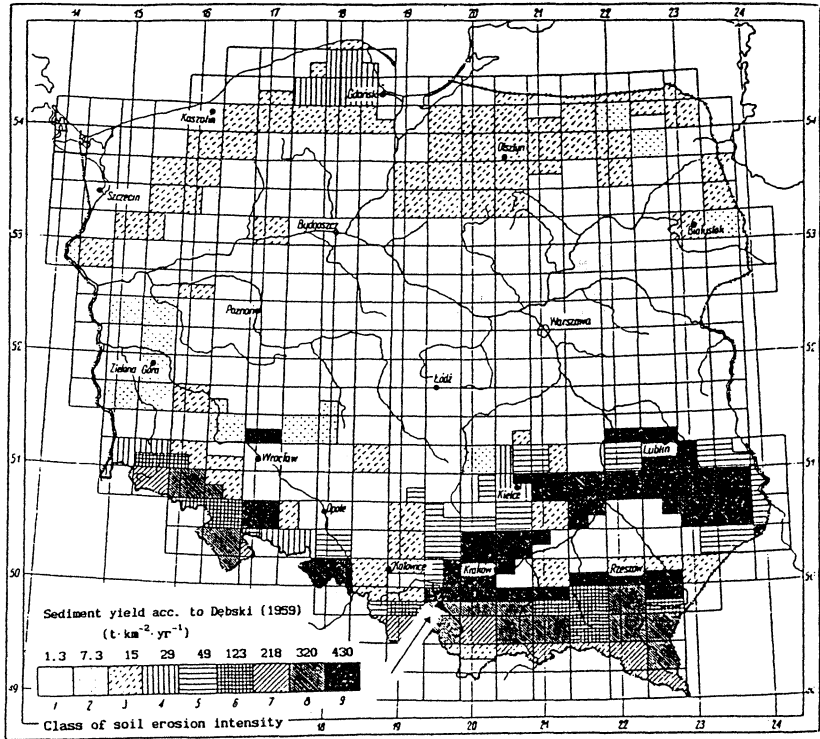 14 15 16 17 18 19 20 21 22 23 24
54 54
53 53
52 52
51 51
50
49
Gdańsk
Koszalin
Olsztyn
Szczecin
Bydgoszcz
Białystok
Poznań
Warszawa
Zielona Góra
Łódź
Lublin
Wrocław
Kielce
Opole
Katowice
Kraków
Rzeszów
Sediment yield acc. to Dębski (1959)
(t·km⁻²·yr⁻¹)
1.3 7.3 15 29 49 123 218 320 430
1 2 3 4 5 6 7 8 9
Class of soil erosion intensity
18 19 20 21 22 23 24